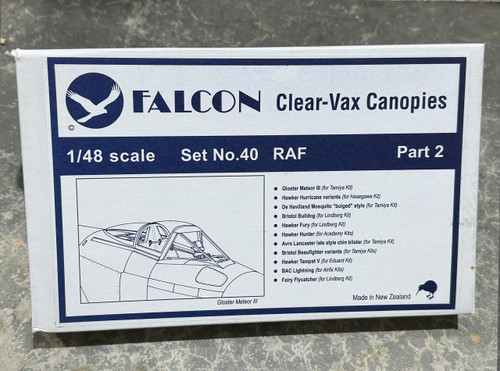 FALCON Clear-Vax Canopies
©
1/48 scale Set No.40 RAF Part 2
Gloster Meteor III (for Tamiya Kit)
Hawker Hurricane variants (for Hasegawa Kit)
De Havilland Mosquito "bulged" style (for Tamiya Kit)
Bristol Bulldog (for Lindberg Kit)
Hawker Fury (for Lindberg Kit)
Hawker Hunter (for Academy Kits)
Avro Lancaster late style chin blister (for Tamiya Kit)
Bristol Beaufighter variants (for Tamiya Kits)
Hawker Tempest V (for Eduard Kit)
BAC Lightning (for Airfix Kits)
Fairy Flycatcher (for Lindberg Kit)
Gloster Meteor III
Made in New Zealand